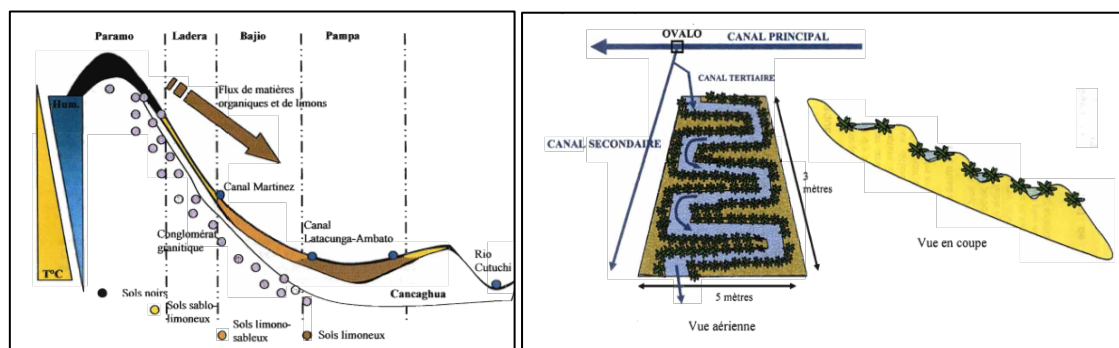 Paramo
Ladera
Bajio
Pampa
Hum.
Flux de matières
organiques et de limons
Canal Martinez
Canal
Latacunga-Ambato
Conglomérat
granitique
Rio
Cutuchi
T°C
Cancaghua
Sols noirs
Sols sablo-
limoneux
Sols limono-
sableux
Sols limoneux
OVALO
CANAL PRINCIPAL
CANAL TERTIAIRE
CANAL SECONDAIRE
3
mètres
Vue en coupe
5 mètres
Vue aérienne